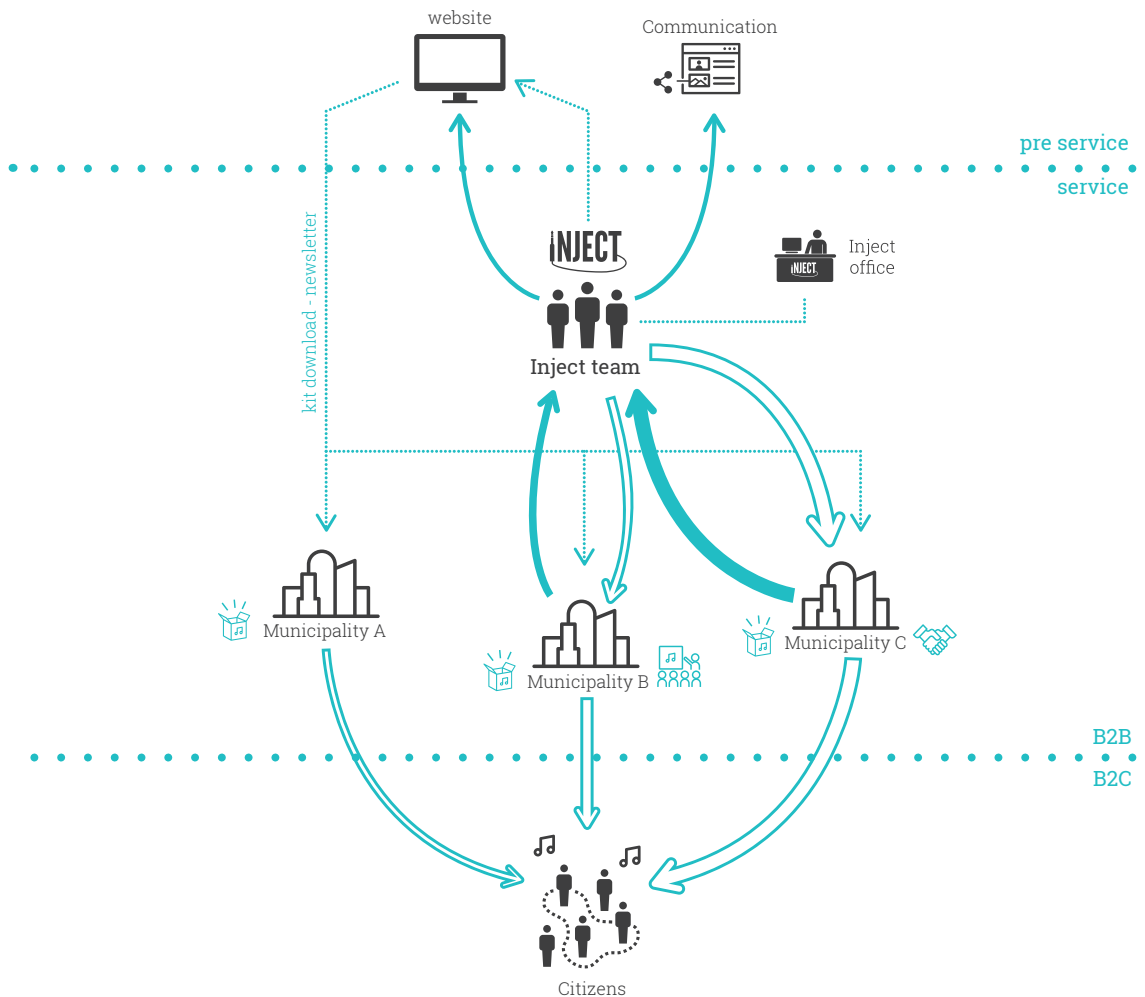 website
Communication
pre service
service
kit download - newsletter
iNJECT
iNJECT
Inject
office
Inject team
Municipality A
Municipality B
Municipality C
B2B
B2C
Citizens